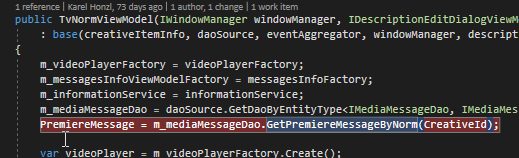 1 reference | Karel Honzl, 73 days ago | 1 author, 1 change | 1 work item
public TvNormViewModel(IWindowManager windowManager, IDescriptionEditDialogViewM
: base(creativeItemInfo, daoSource, eventAggregator, windowManager, descript
{
m_videoPlayerFactory = videoPlayerFactory;
m_messagesInfoViewModelFactory = messagesInfoFactory;
m_informationService = informationService;
m_mediaMessageDao = daoSource.GetDaoByEntityType<IMediaMessageDao, IMediaMes
PremiereMessage = m_mediaMessageDao.GetPremiereMessageByNorm(CreativeId);
var videoPlayer = m_videoPlayerFactory.Create();